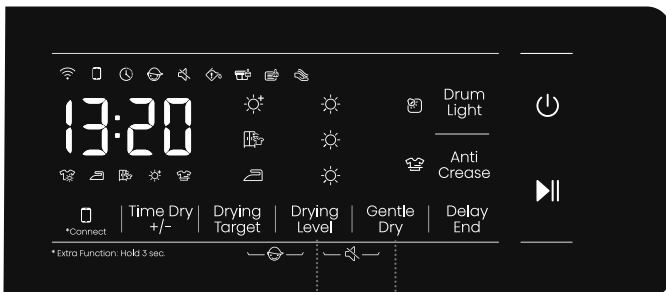 Drum
Light
13:20
Anti
Crease
*Connect
Time Dry
+/-
Drying
Target
Drying
Level
Gentle
Dry
Delay
End
* Extra Function: Hold 3 sec.